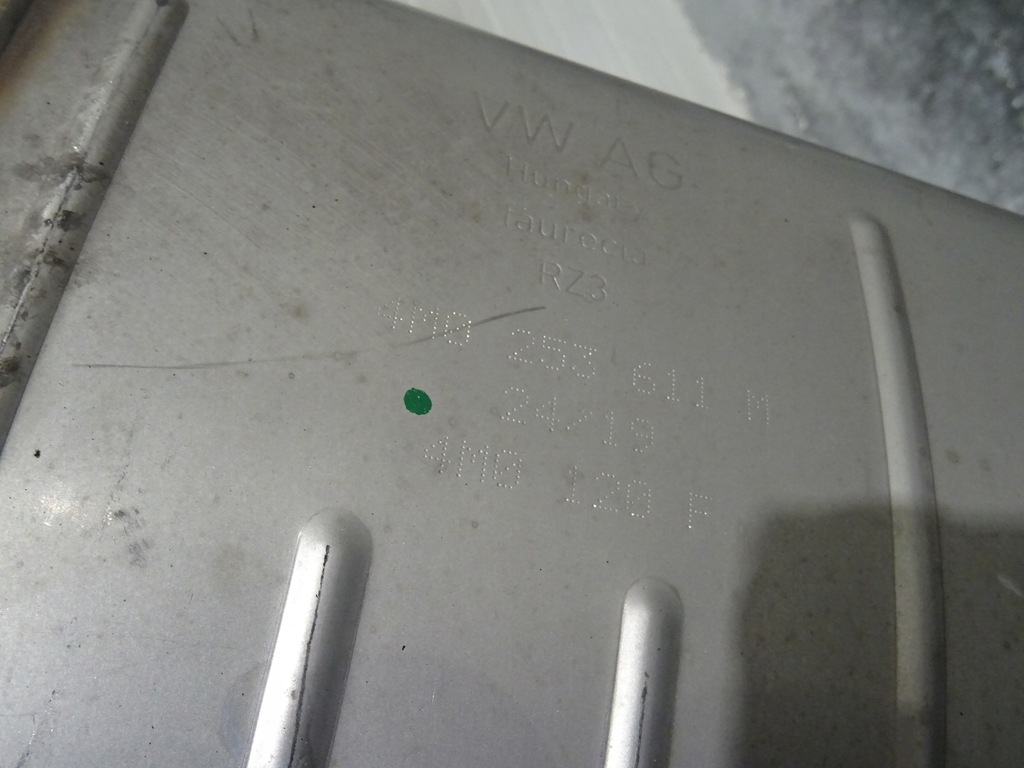 VW AG
Hungary
faurecia
RZ3
4M0 253 611 M
24/19
4M0 120 F